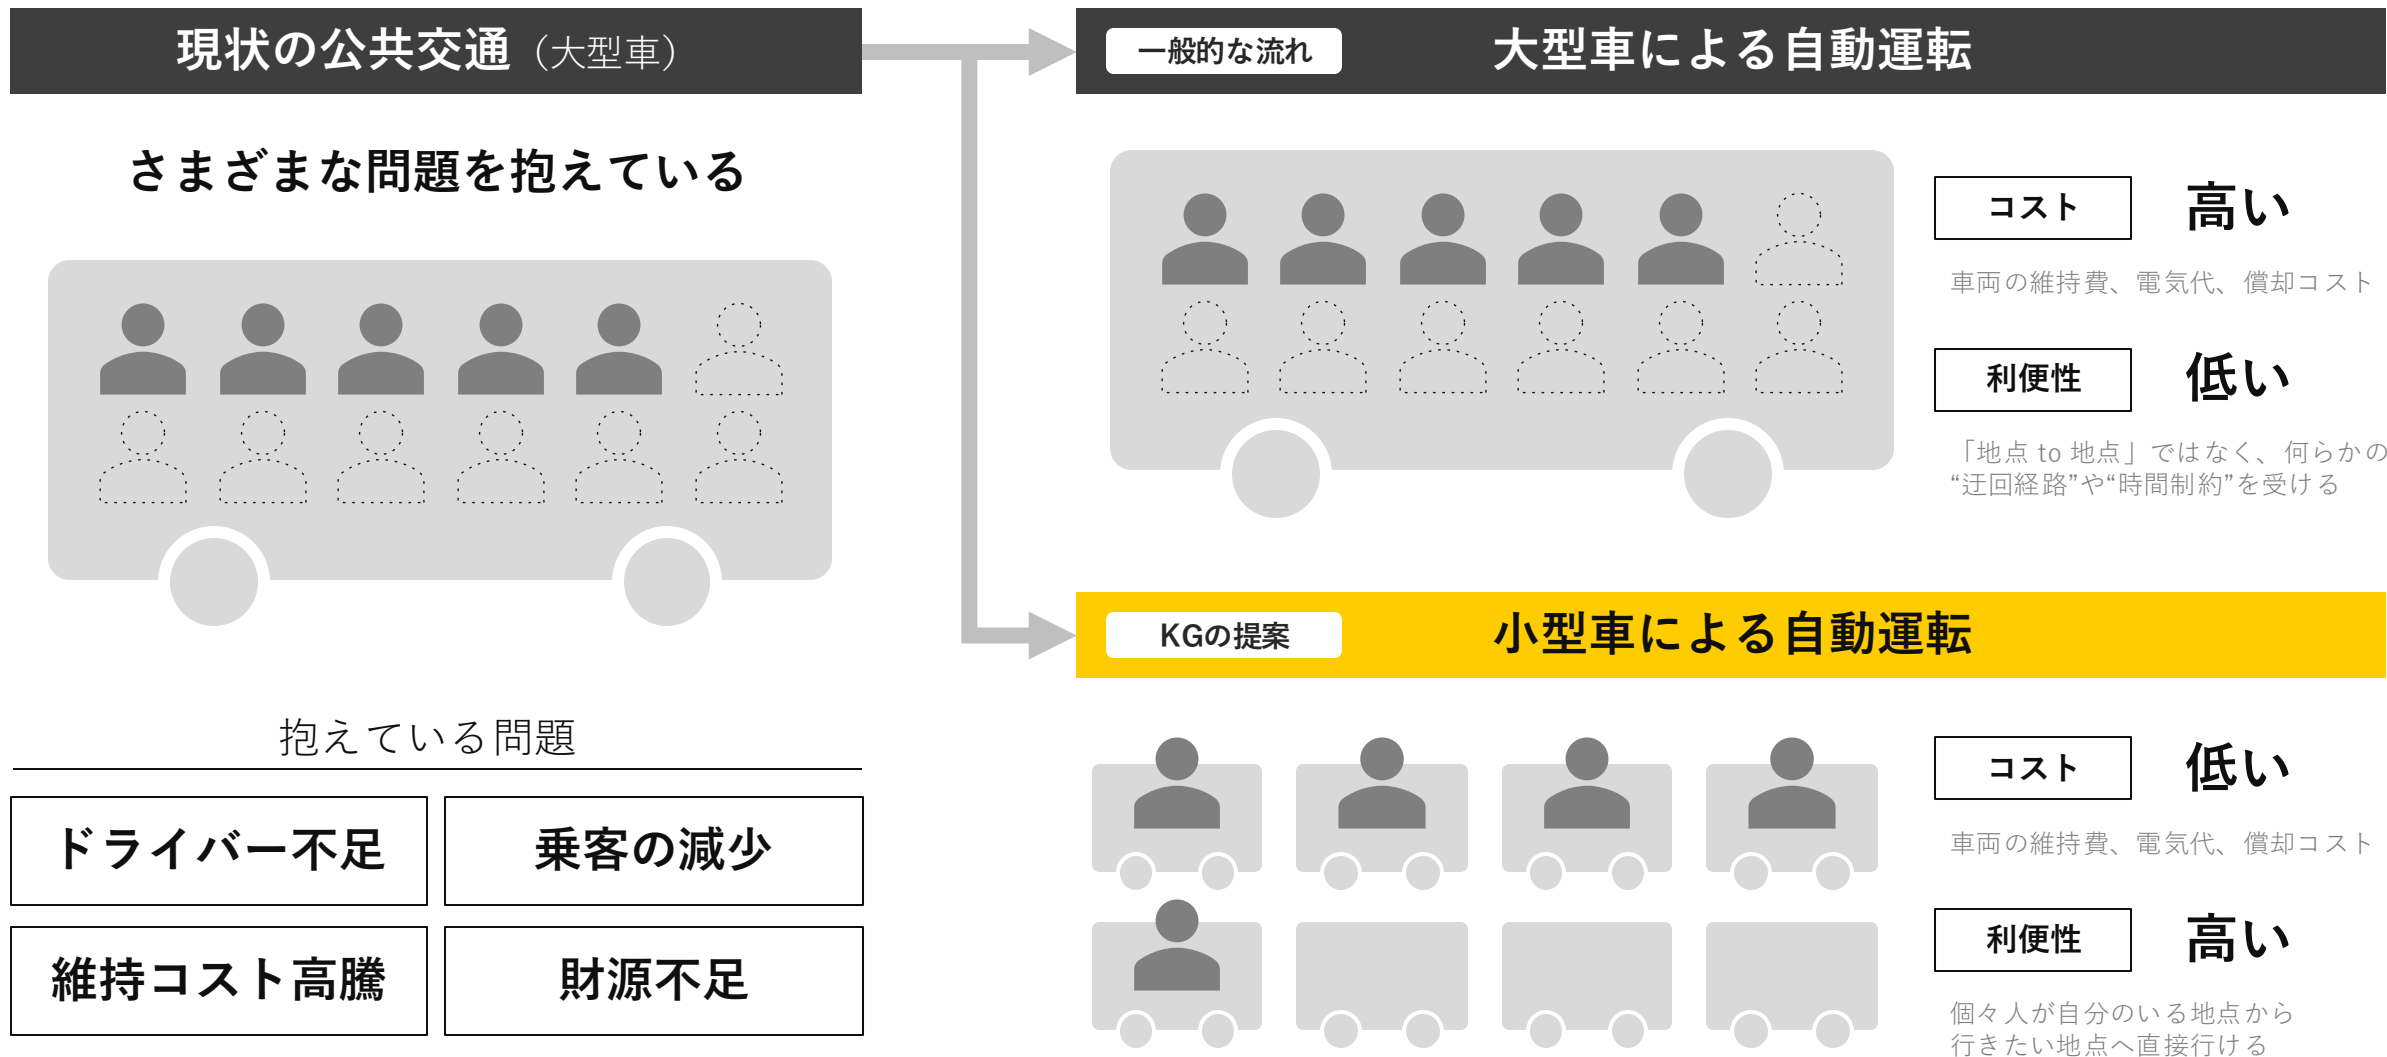 現状の公共交通（大型車）
さまざまな問題を抱えている
抱えている問題
ドライバー不足
乗客の減少
維持コスト高騰
財源不足
一般的な流れ
大型車による自動運転
コスト
高い
車両の維持費、電気代、償却コスト
利便性
低い
「地点 to 地点」ではなく、何らかの
“迂回経路”や“時間制約”を受ける
KGの提案
小型車による自動運転
コスト
低い
車両の維持費、電気代、償却コスト
利便性
高い
個々人が自分のいる地点から
行きたい地点へ直接行ける